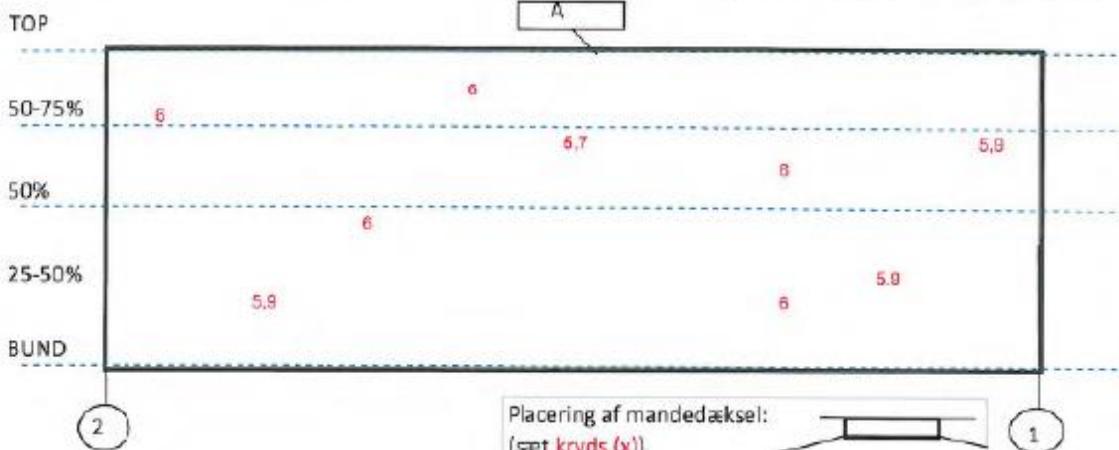 A
TOP
6
50-75%
6
5,7
5,9
6
50%
6
25-50%
5.9
5,9
6
BUND
Placering af mandedæksel:
2
1
(sæt kryds (x))